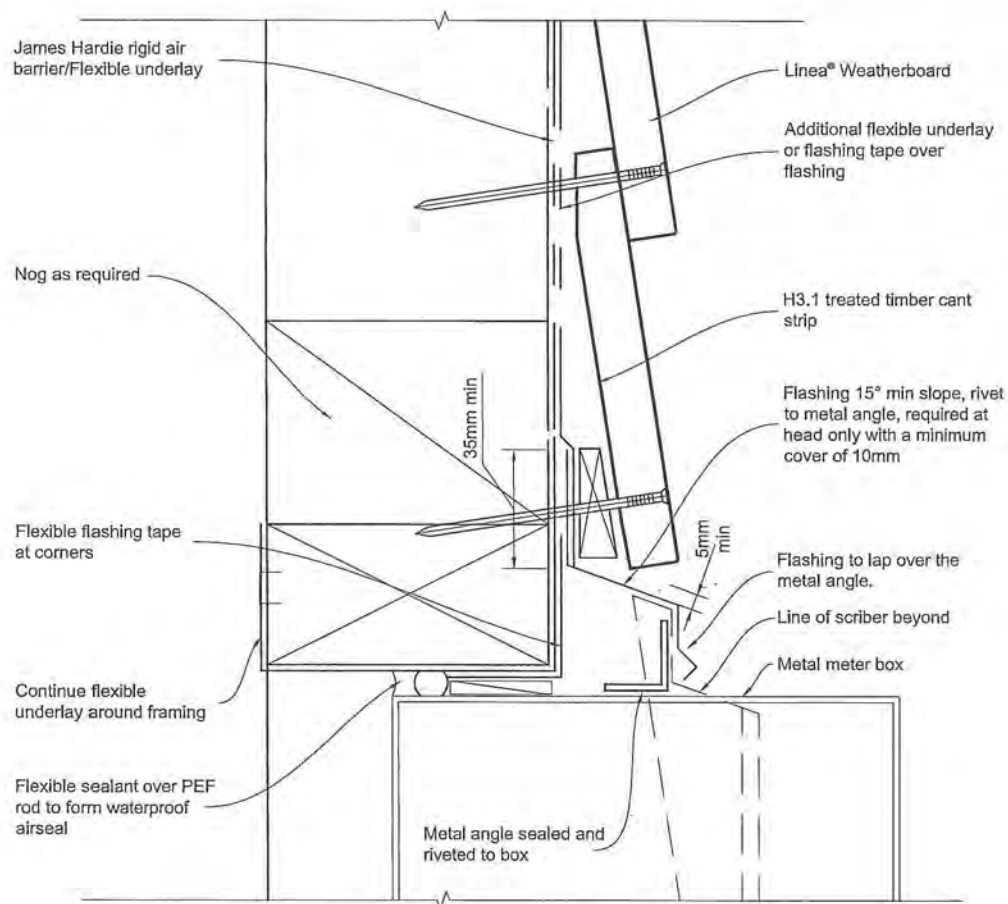 James Hardie rigid air
barrier/Flexible underlay
Nog as required
Flexible flashing tape
at corners
Continue flexible
underlay around framing
Flexible sealant over PEF
rod to form waterproof
airseal
35mm min
Linea® Weatherboard
Additional flexible underlay
or flashing tape over
flashing
H3.1 treated timber cant
strip
Flashing 15° min slope, rivet
to metal angle, required at
head only with a minimum
cover of 10mm
5mm
min
Flashing to lap over the
metal angle.
Line of scriber beyond
Metal meter box
Metal angle sealed and
riveted to box